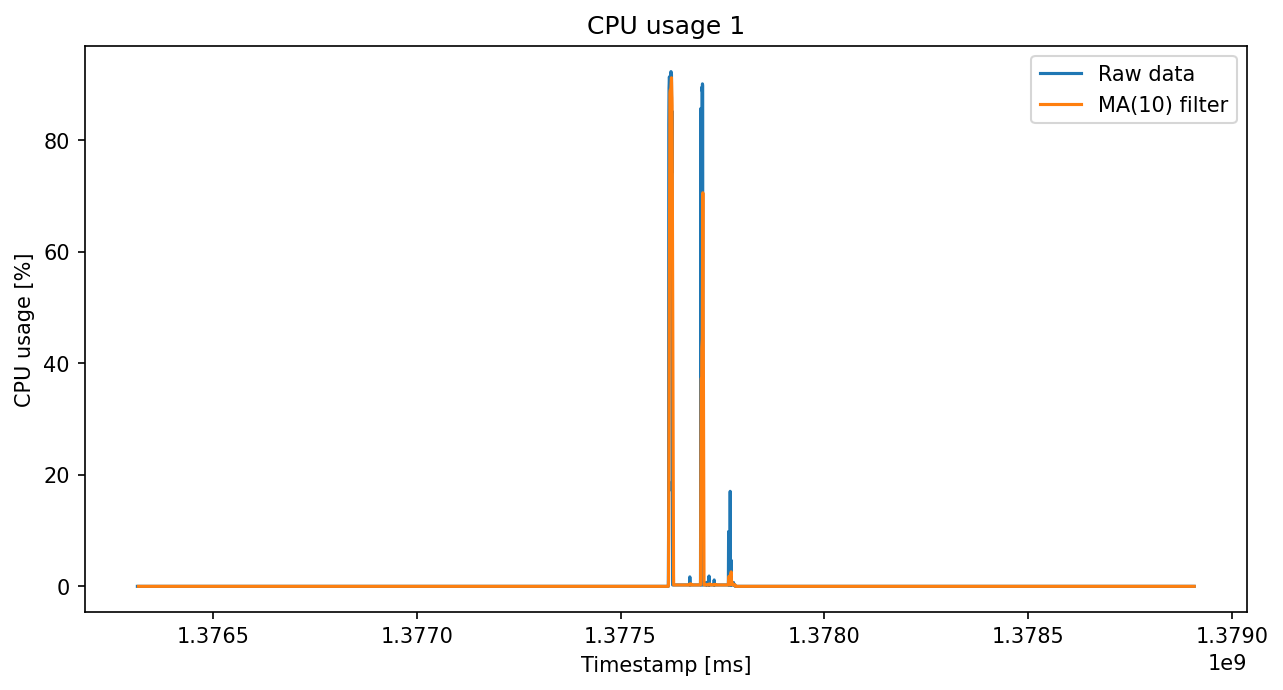 CPU usage 1
Raw data
MA(10) filter
80
60
40
20
0
CPU usage [%]
1.3765 1.3770 1.3775 1.3780 1.3785 1.3790
1e9
Timestamp [ms]